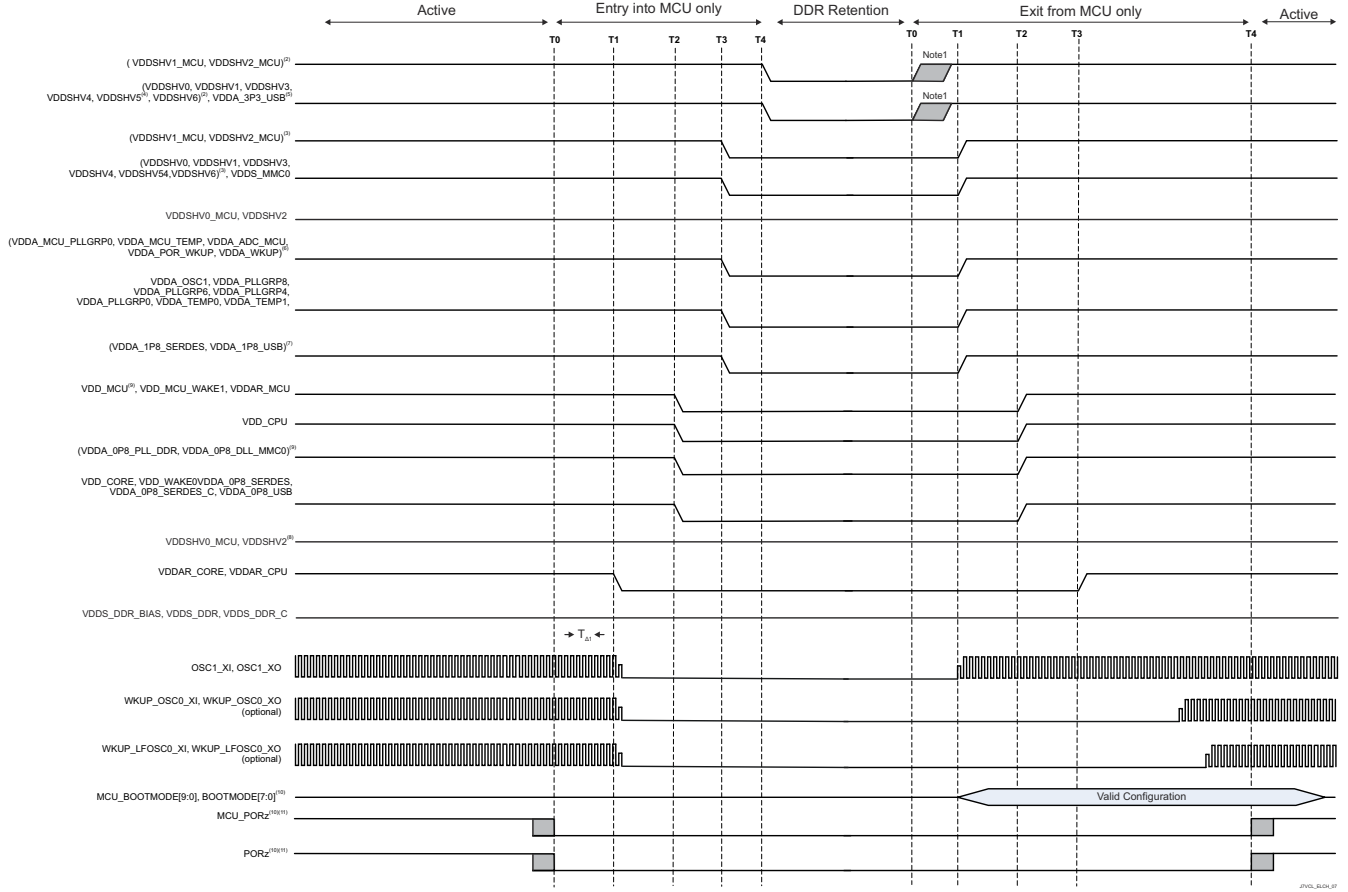 Active Entry into MCU only DDR Retention Exit from MCU only Active
T0 T1 T2 T3 T4 T0 T1 T2 T3 T4
( VDDSHV1_MCU, VDDSHV2_MCU)(2)
Note1
(VDDSHV0, VDDSHV1, VDDSHV3,
VDDSHV4, VDDSHV5(4), VDDSHV6)(2), VDDA_3P3_USB(5)
Note1
(VDDSHV1_MCU, VDDSHV2_MCU)(3)
(VDDSHV0, VDDSHV1, VDDSHV3,
VDDSHV4, VDDSHV54,VDDSHV6)(3), VDDS_MMC0
VDDSHV0_MCU, VDDSHV2
(VDDA_MCU_PLLGRP0, VDDA_MCU_TEMP, VDDA_ADC_MCU,
VDDA_POR_WKUP, VDDA_WKUP)(6)
VDDA_OSC1, VDDA_PLLGRP8,
VDDA_PLLGRP6, VDDA_PLLGRP4,
VDDA_PLLGRP0, VDDA_TEMP0, VDDA_TEMP1,
(VDDA_1P8_SERDES, VDDA_1P8_USB)(7)
VDD_MCU(9), VDD_MCU_WAKE1, VDDAR_MCU
VDD_CPU
(VDDA_0P8_PLL_DDR, VDDA_0P8_DLL_MMC0)(9)
VDD_CORE, VDD_WAKE0VDDA_0P8_SERDES,
VDDA_0P8_SERDES_C, VDDA_0P8_USB
VDDSHV0_MCU, VDDSHV2(8)
VDDAR_CORE, VDDAR_CPU
VDDS_DDR_BIAS, VDDS_DDR, VDDS_DDR_C
TΔ1
OSC1_XI, OSC1_XO
WKUP_OSC0_XI, WKUP_OSC0_XO
(optional)
WKUP_LFOSC0_XI, WKUP_LFOSC0_XO
(optional)
MCU_BOOTMODE[9:0], BOOTMODE[7:0](10)
Valid Configuration
MCU_PORz(10)(11)
PORz(10)(11)
J7VCL_ELCH_07